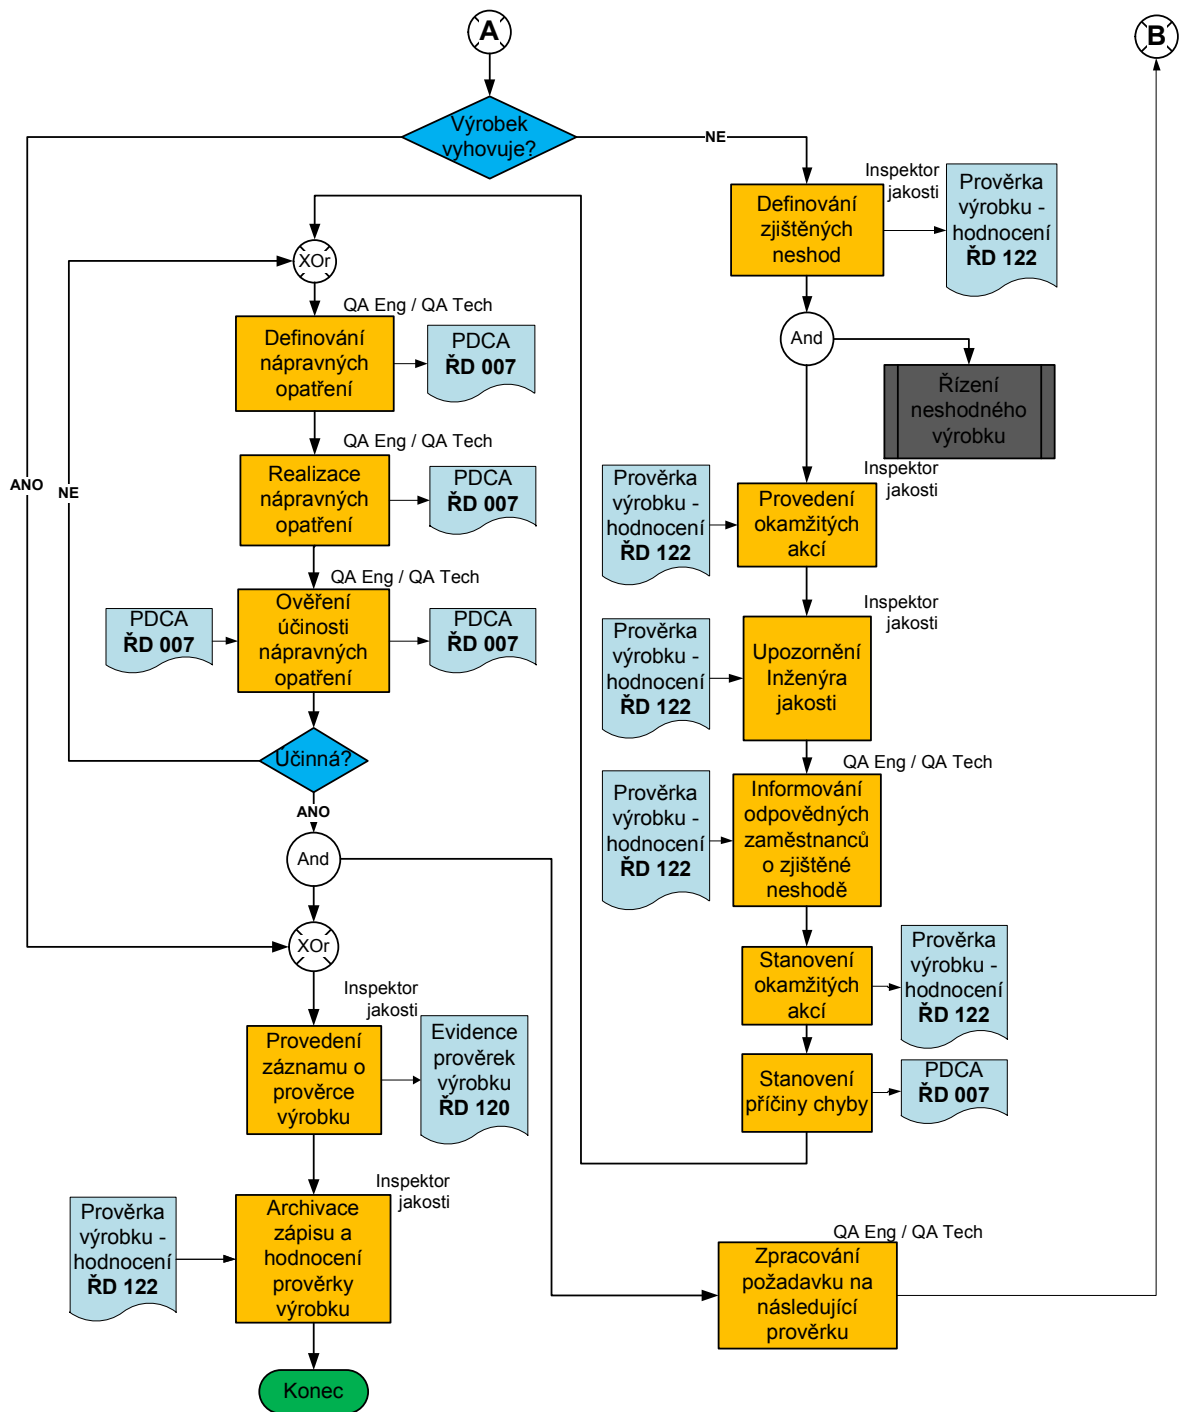 A
B
Výrobek
vyhovuje?
NE
Inspektor
jakosti
Definování
zjištěných
neshod
Prověrka
výrobku -
hodnocení
ŘD 122
XOr
And
Řízení
neshodného
výrobku
QA Eng / QA Tech
Definování
nápravných
opatření
PDCA
ŘD 007
QA Eng / QA Tech
Realizace
nápravných
opatření
PDCA
ŘD 007
ANO
NE
Inspektor
jakosti
Prověrka
výrobku -
hodnocení
ŘD 122
Provedení
okamžitých
akcí
QA Eng / QA Tech
PDCA
ŘD 007
Ověření
účinosti
nápravných
opatření
PDCA
ŘD 007
Inspektor
jakosti
Prověrka
výrobku -
hodnocení
ŘD 122
Upozornění
Inženýra
jakosti
Účinná?
ANO
QA Eng / QA Tech
Prověrka
výrobku -
hodnocení
ŘD 122
Informování
odpovědných
zaměstnanců
o zjištěné
neshodě
And
XOr
Stanovení
okamžitých
akcí
Prověrka
výrobku -
hodnocení
ŘD 122
Inspektor
jakosti
Provedení
záznamu o
prověrce
výrobku
Evidence
prověrek
výrobku
ŘD 120
Stanovení
příčiny chyby
PDCA
ŘD 007
Inspektor
jakosti
Prověrka
výrobku -
hodnocení
ŘD 122
Archivace
zápisu a
hodnocení
prověrky
výrobku
QA Eng / QA Tech
Zpracování
požadavku na
následující
prověrku
Konec